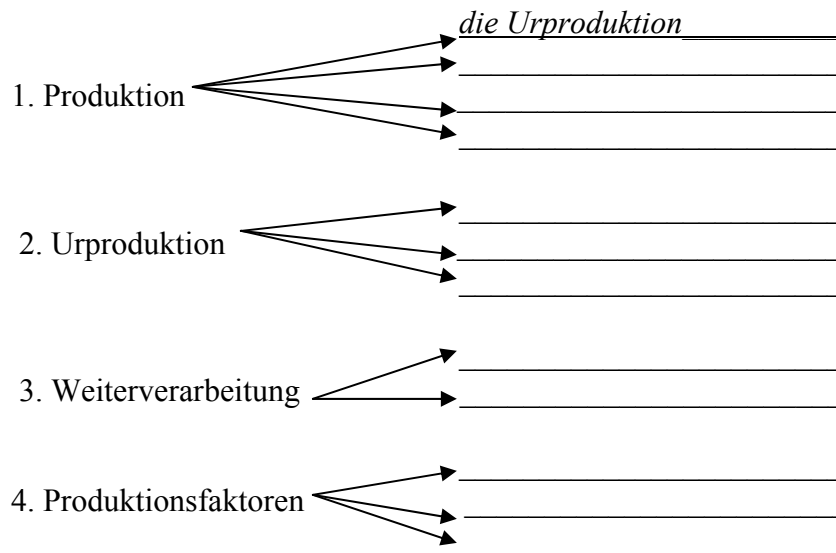 die Urproduktion
1. Produktion
2. Urproduktion
3. Weiterverarbeitung
4. Produktionsfaktoren